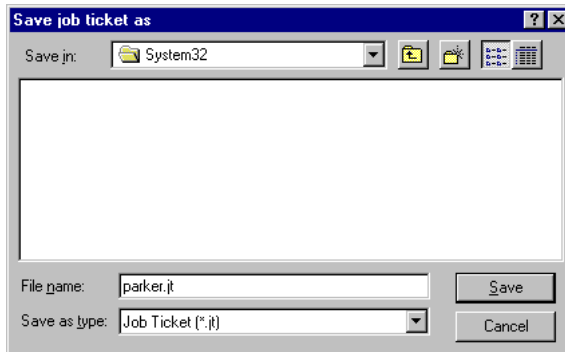 Save job ticket as
Save in: System32
File name: parker.jt Save
Save as type: Job Ticket (*.jt) Cancel